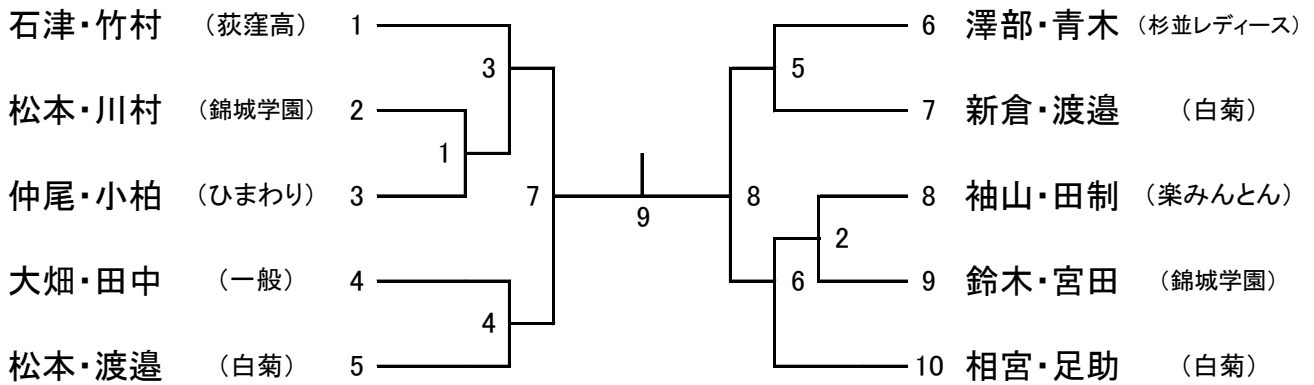 石津・竹村 （荻窪高） 1
松本・川村 （錦城学園） 2
仲尾・小柏 （ひまわり） 3
大畑・田中 （一般） 4
松本・渡邉 （白菊） 5
3
1
7
4
9
6 澤部・青木 （杉並レディース）
7 新倉・渡邉 （白菊）
8 袖山・田制 （楽みんとん）
9 鈴木・宮田 （錦城学園）
10 相宮・足助 （白菊）
5
8
2
6